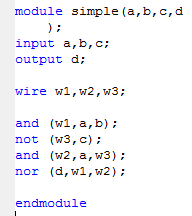 module simple(a,b,c,d
);
input a,b,c;
output d;
wire w1,w2,w3;
and (w1,a,b);
not (w3,c);
and (w2,a,w3);
nor (d,w1,w2);
endmodule